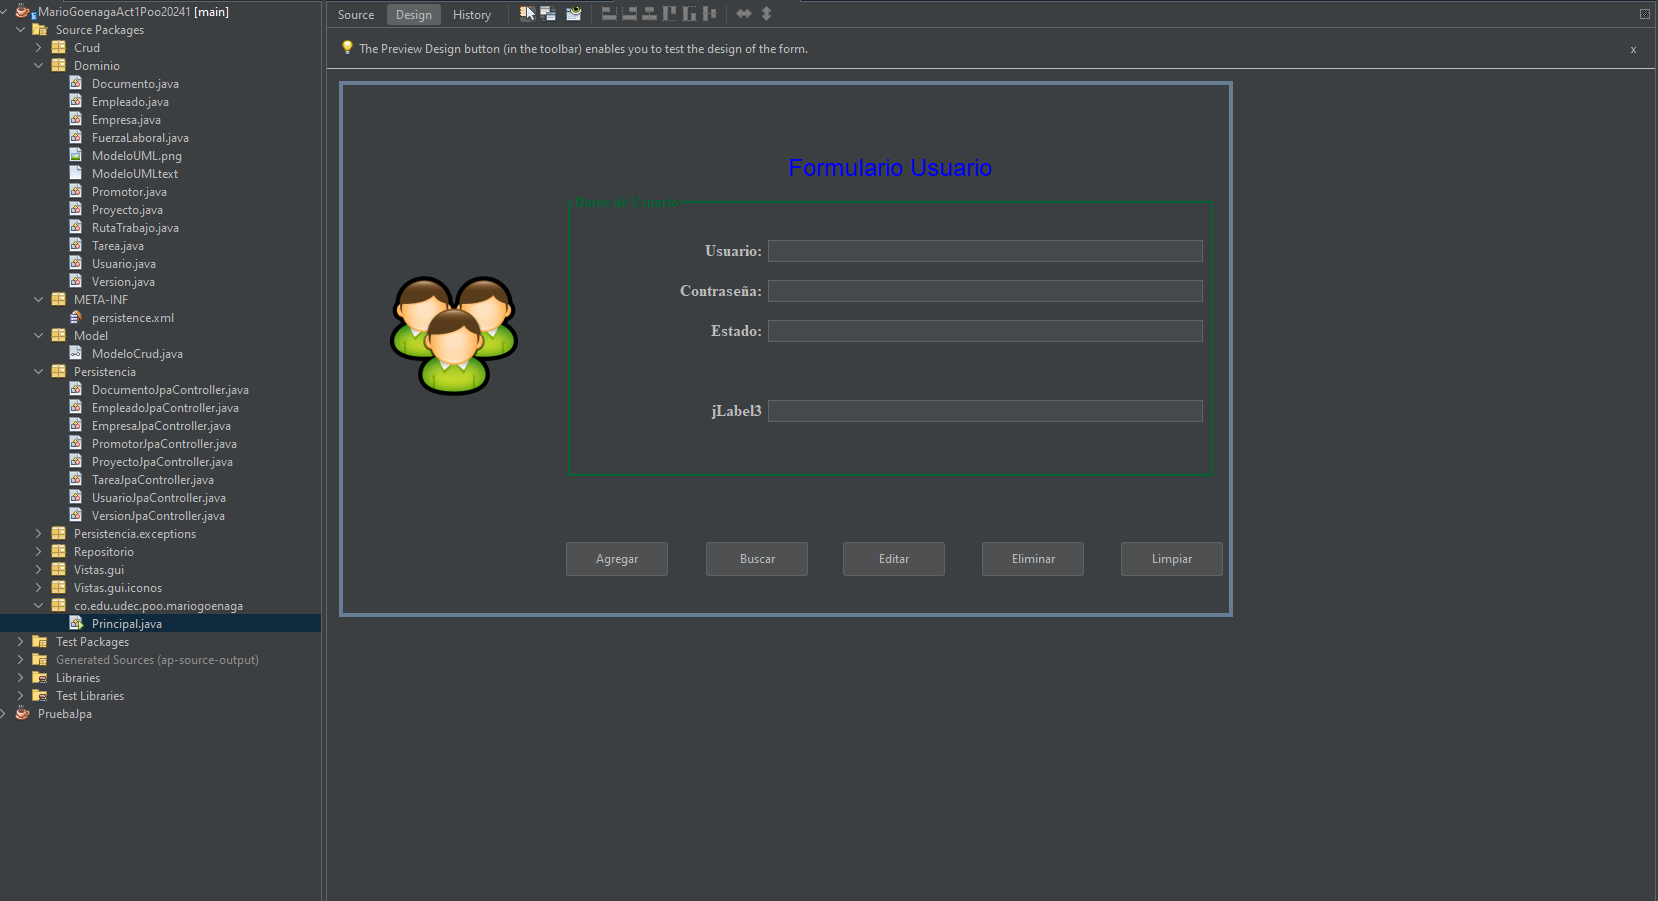 MarioGoenagaAct1Poo20241 [main]
Source Packages
Crud
Dominio
Documento.java
Empleado.java
Empresa.java
FuerzaLaboral.java
ModeloUML.png
ModeloUMLtext
Promotor.java
Proyecto.java
RutaTrabajo.java
Tarea.java
Usuario.java
Version.java
META-INF
persistence.xml
Model
ModeloCrud.java
Persistencia
DocumentoJpaController.java
EmpleadoJpaController.java
EmpresaJpaController.java
PromotorJpaController.java
ProyectoJpaController.java
TareaJpaController.java
UsuarioJpaController.java
VersionJpaController.java
Persistencia.exceptions
Repositorio
Vistas.gui
Vistas.gui.iconos
co.edu.udec.poo.mariogoenaga
Principal.java
Test Packages
Generated Sources (ap-source-output)
Libraries
Test Libraries
PruebaJpa
Source Design History
The Preview Design button (in the toolbar) enables you to test the design of the form.
x
Formulario Usuario
Datos de Usuario
Usuario:
Contraseña:
Estado:
jLabel3
Agregar Buscar Editar Eliminar Limpiar